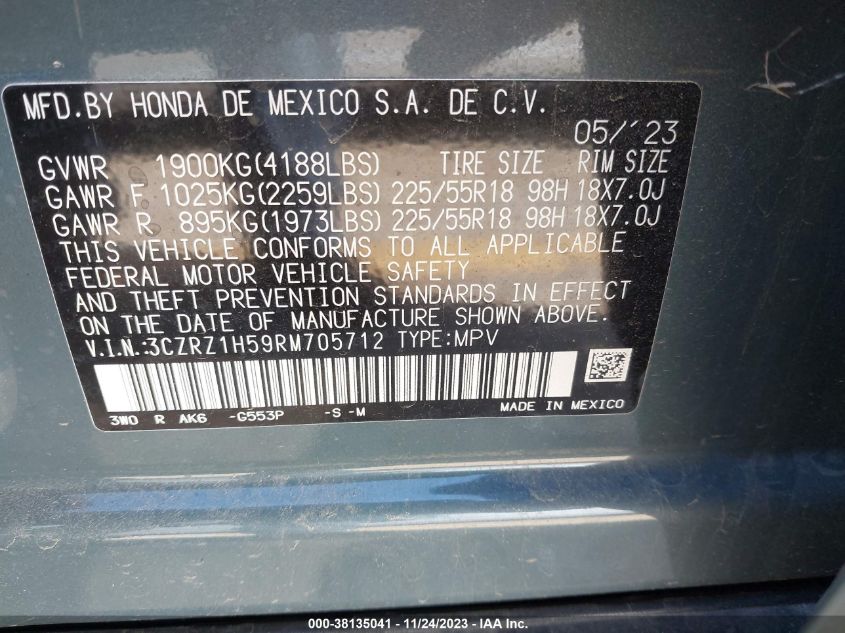 MFD.BY HONDA DE MEXICO S.A. DE C.V.
05/'23
GVWR 1900KG(4188LBS) TIRE SIZE RIM SIZE
GAWR F 1025KG(2259LBS) 225/55R18 98H 18X7.0J
GAWR R 895KG(1973LBS) 225/55R18 98H 18X7.0J
THIS VEHICLE CONFORMS TO ALL APPLICABLE
FEDERAL MOTOR VEHICLE SAFETY
AND THEFT PREVENTION STANDARDS IN EFFECT
ON THE DATE OF MANUFACTURE SHOWN ABOVE.
V.I.N.:3CZRZ1H59RM705712 TYPE:MPV
3W0 R AK6 -G553P -S -M MADE IN MEXICO
000-38135041 - 11/24/2023 - IAAI.com